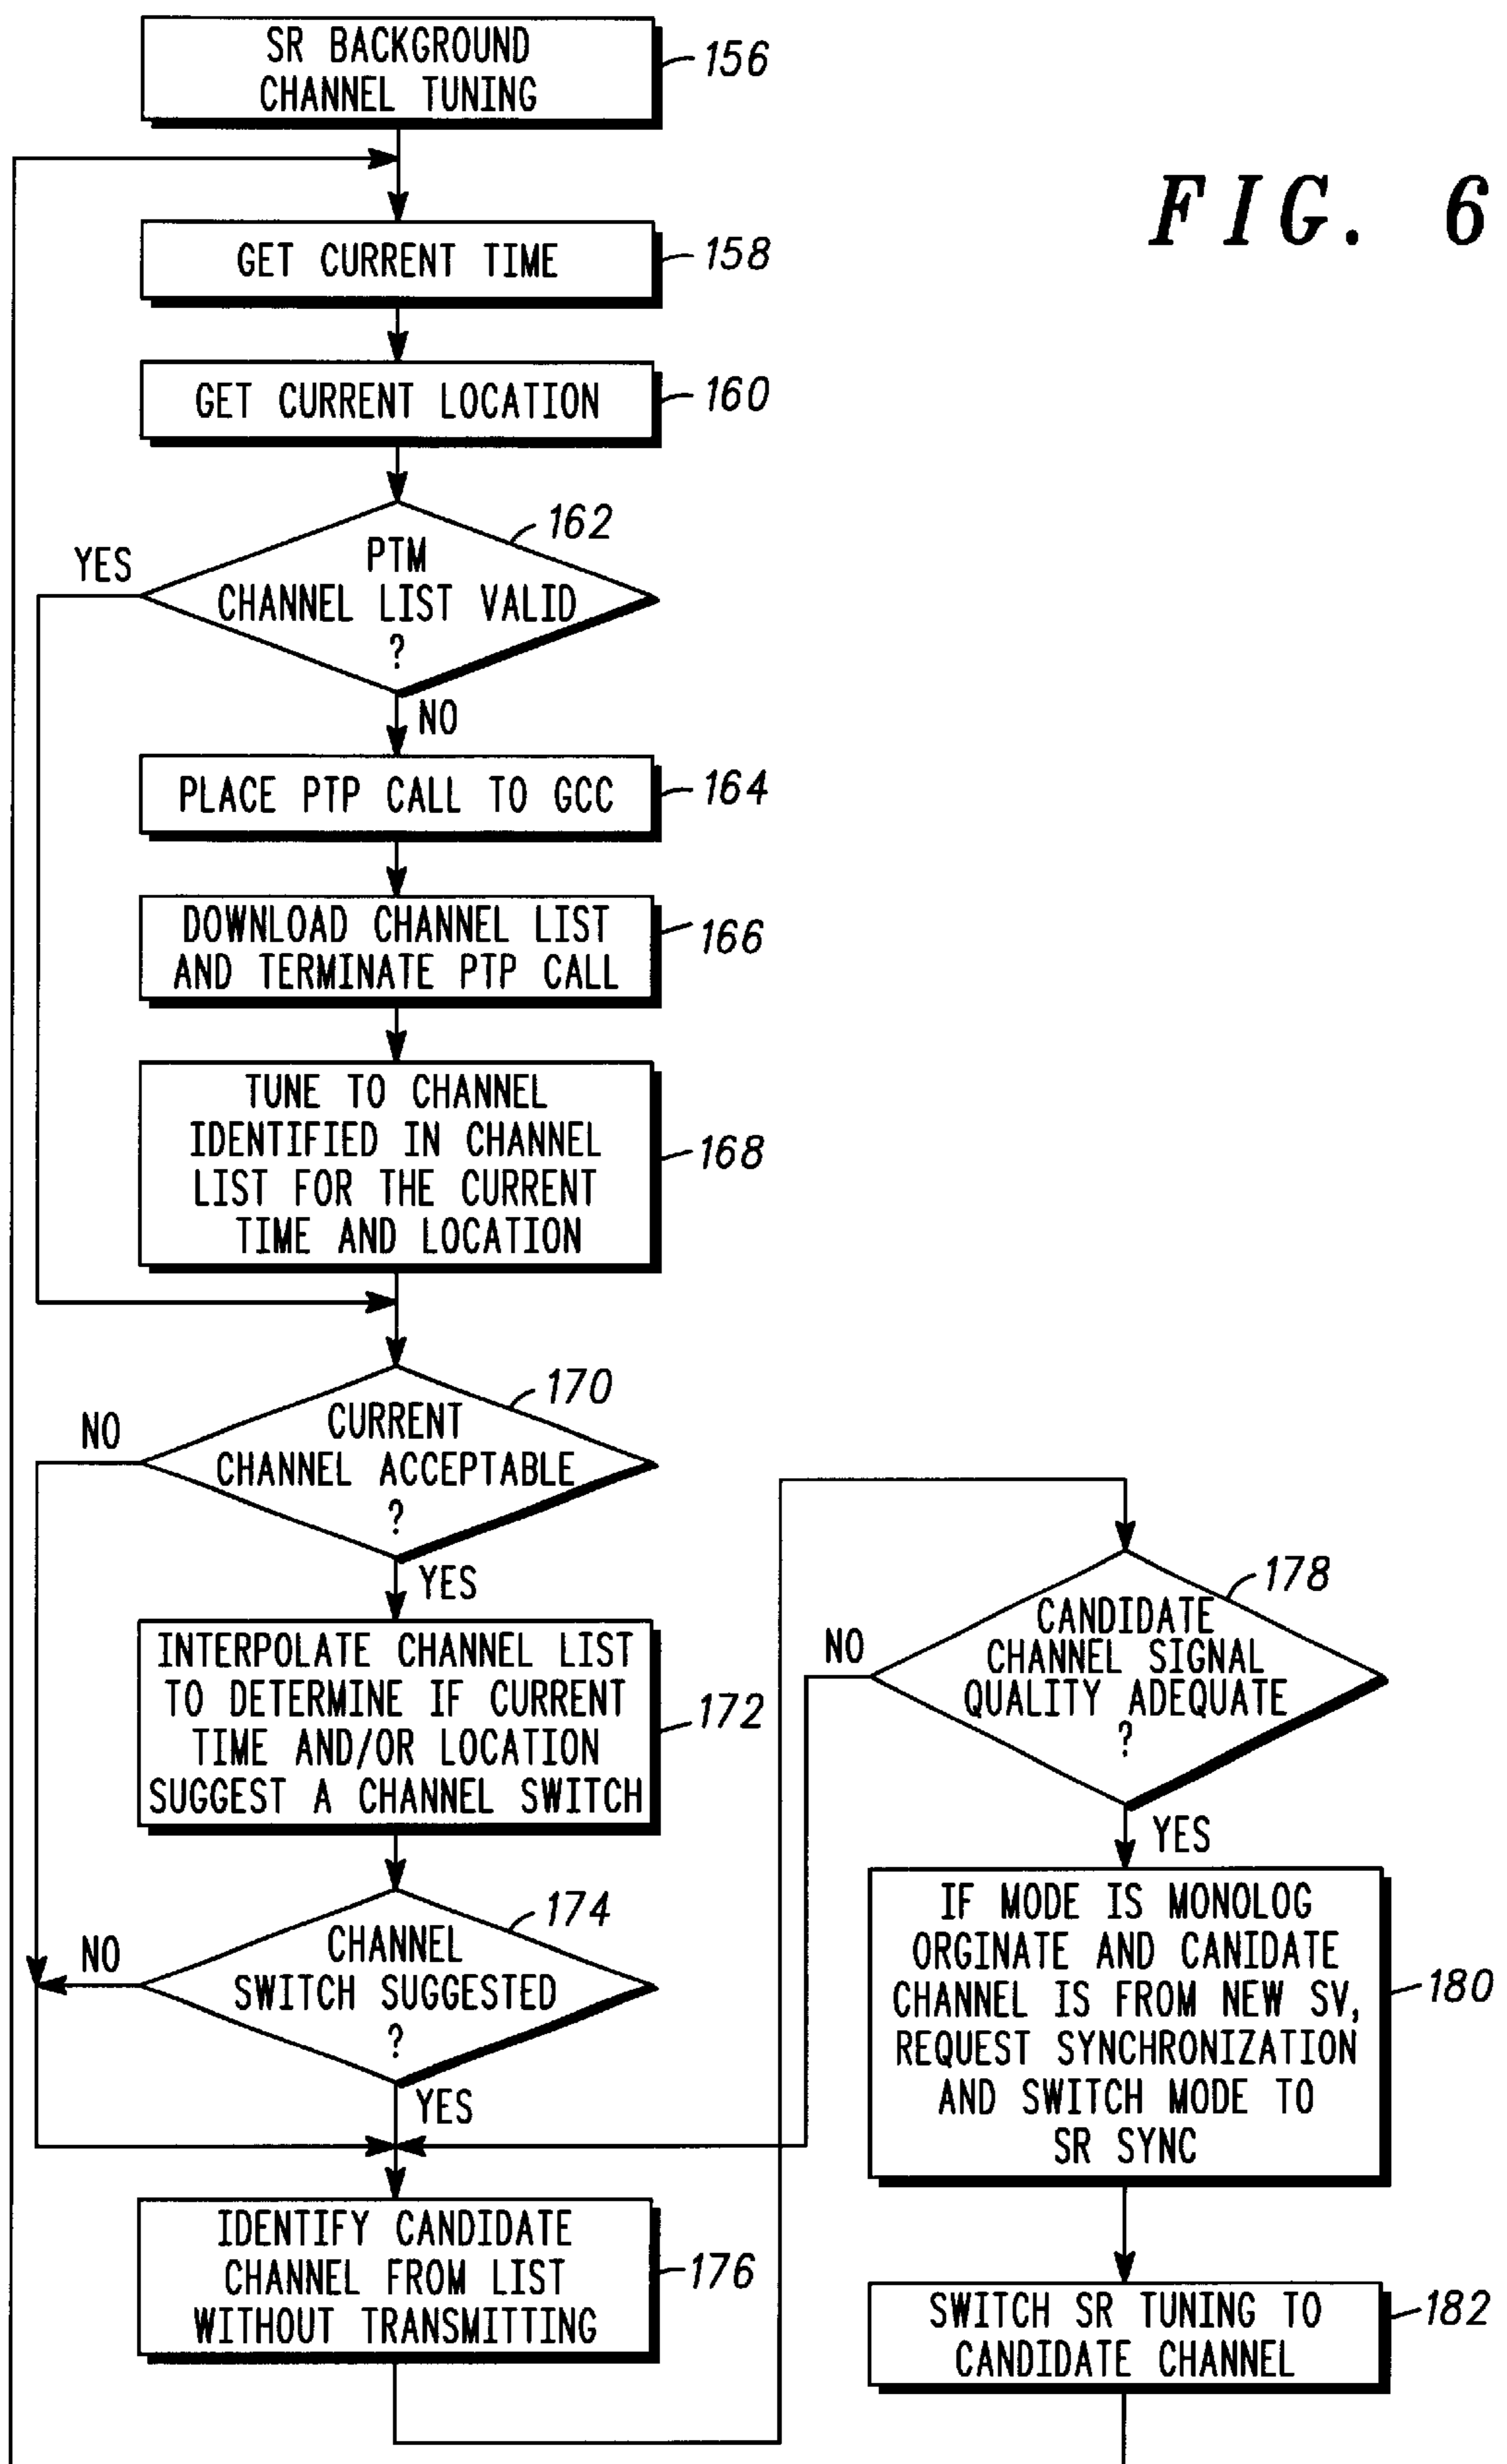 SR BACKGROUND
CHANNEL TUNING
156
FIG. 6
GET CURRENT TIME
158
GET CURRENT LOCATION
160
162
YES
PTM
CHANNEL LIST VALID
?
NO
PLACE PTP CALL TO GCC
164
DOWNLOAD CHANNEL LIST
AND TERMINATE PTP CALL
166
TUNE TO CHANNEL
IDENTIFIED IN CHANNEL
LIST FOR THE CURRENT
TIME AND LOCATION
168
170
NO
CURRENT
CHANNEL ACCEPTABLE
?
YES
INTERPOLATE CHANNEL LIST
TO DETERMINE IF CURRENT
TIME AND/OR LOCATION
SUGGEST A CHANNEL SWITCH
172
174
NO
CHANNEL
SWITCH SUGGESTED
?
YES
IDENTIFY CANDIDATE
CHANNEL FROM LIST
WITHOUT TRANSMITTING
176
178
NO
CANDIDATE
CHANNEL SIGNAL
QUALITY ADEQUATE
?
YES
IF MODE IS MONOLOG
ORGINATE AND CANIDATE
CHANNEL IS FROM NEW SV,
REQUEST SYNCHRONIZATION
AND SWITCH MODE TO
SR SYNC
180
SWITCH SR TUNING TO
CANDIDATE CHANNEL
182